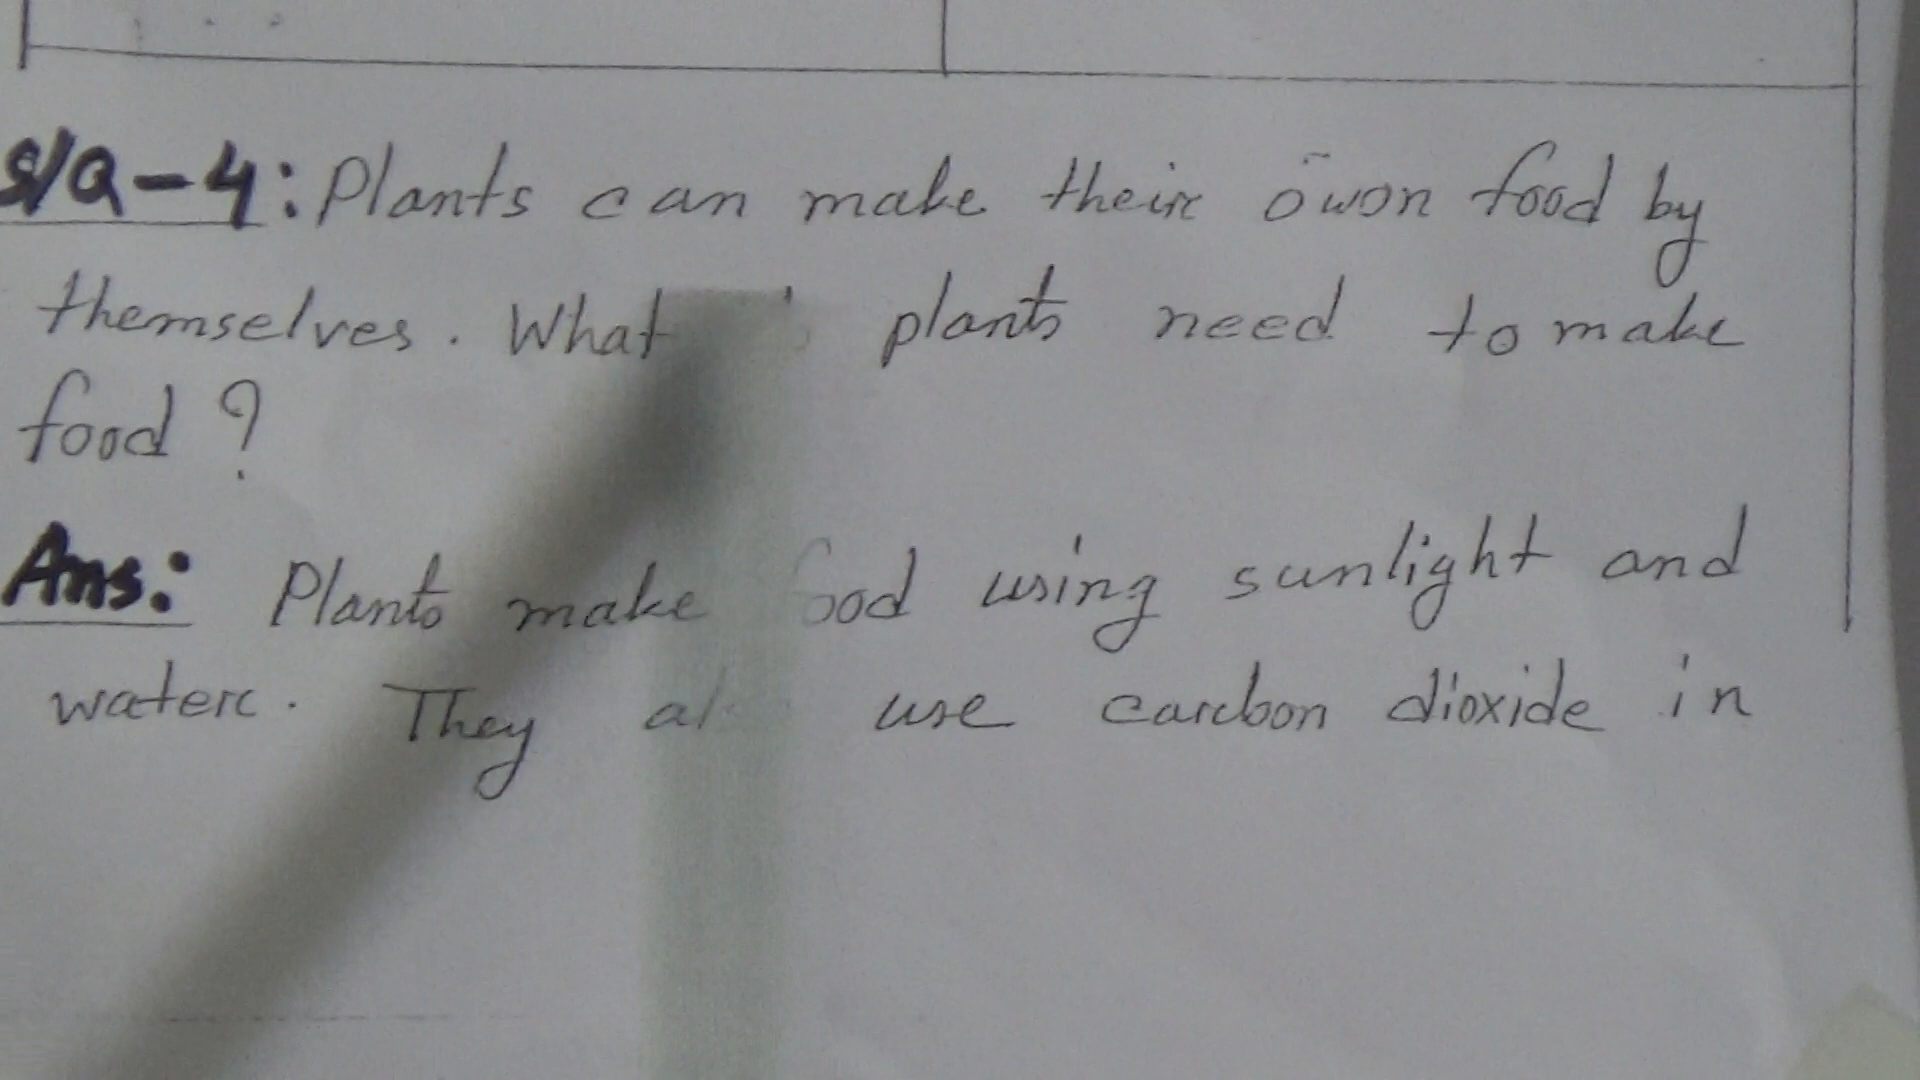 S/Q-4: Plants can make their owon food by
themselves. What plants need to make
food ?
Ans: Plants make food using sunlight and
water. They use carbon dioxide in